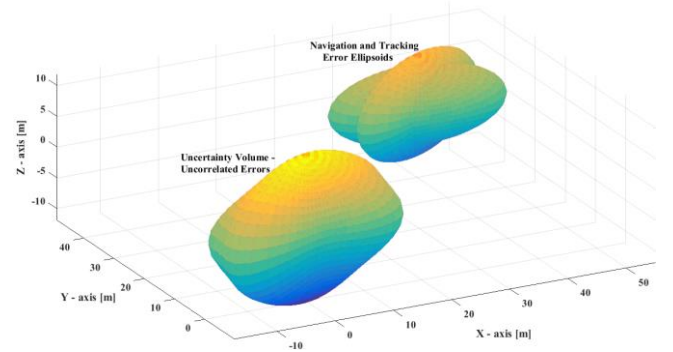 Navigation and Tracking
Error Ellipsoids
Uncertainty Volume -
Uncorrelated Errors
Z - axis [m]
10
5
0
-5
-10
Y - axis [m]
40
30
20
10
0
X - axis [m]
-10
0
10
20
30
40
50